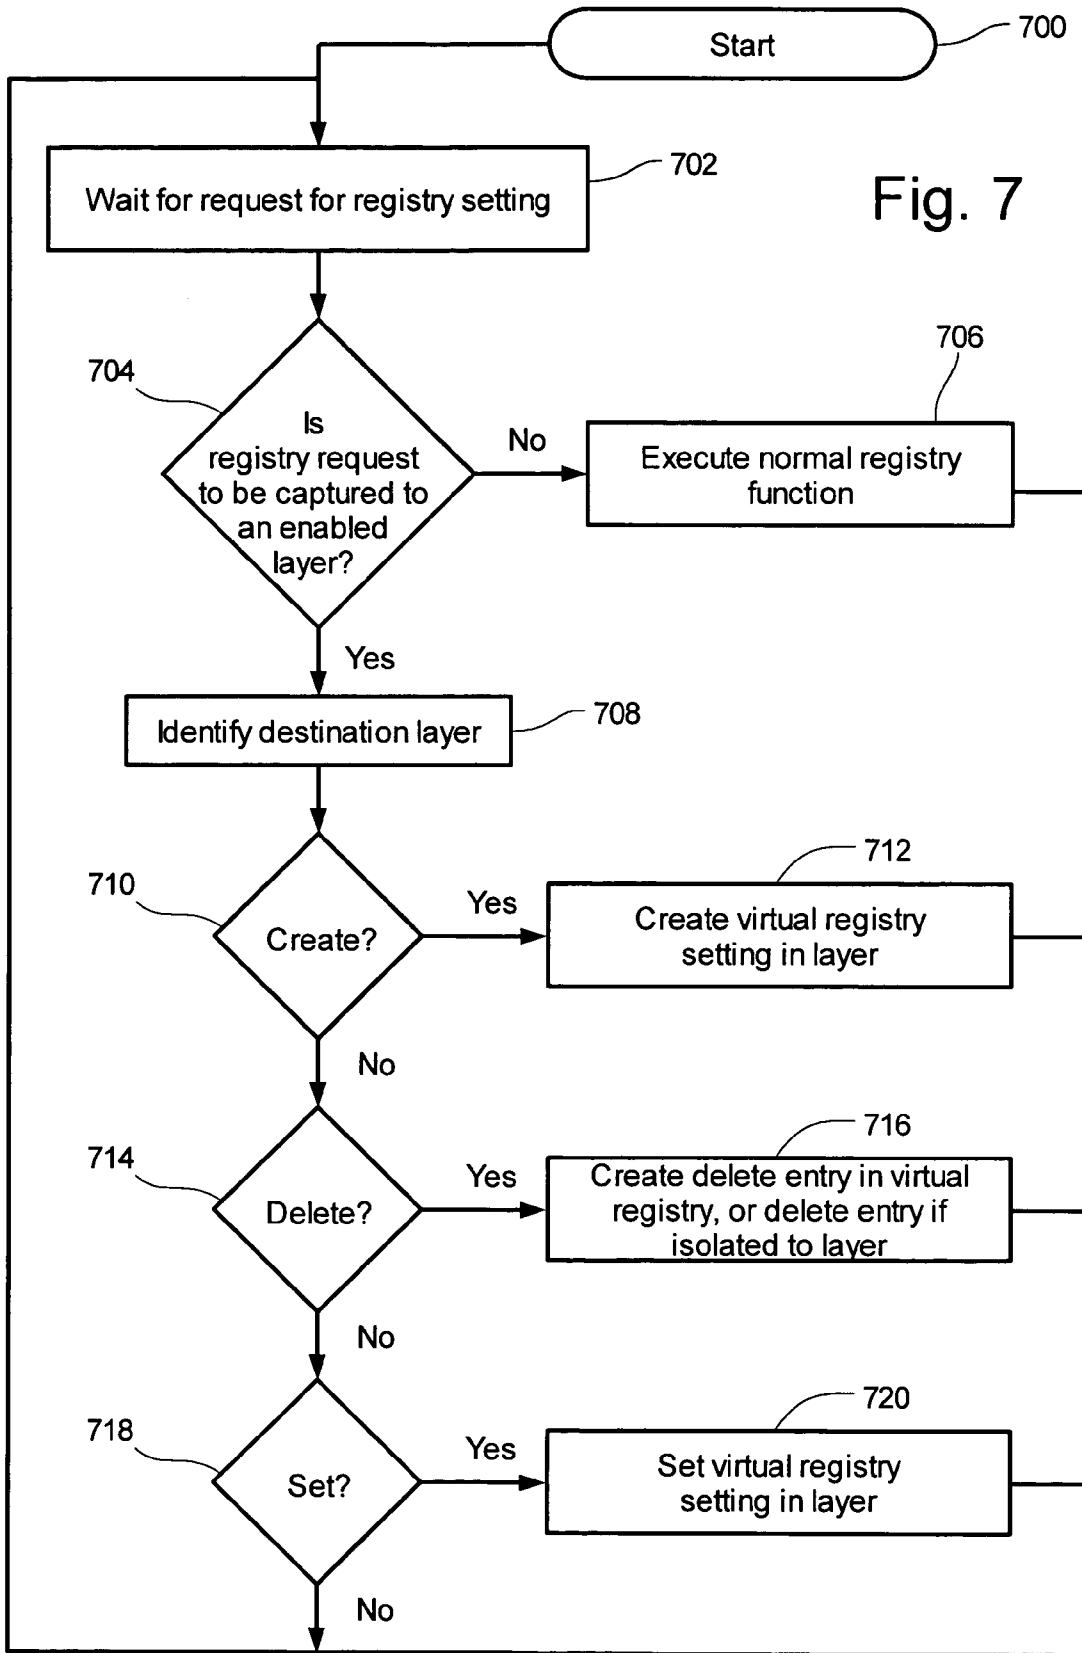 Start
700
702
Wait for request for registry setting
Fig. 7
704
Is
registry request
to be captured to
an enabled
layer?
No
706
Execute normal registry
function
Yes
Identify destination layer
708
710
Create?
Yes
712
Create virtual registry
setting in layer
No
714
Delete?
Yes
716
Create delete entry in virtual
registry, or delete entry if
isolated to layer
No
718
Set?
Yes
720
Set virtual registry
setting in layer
No